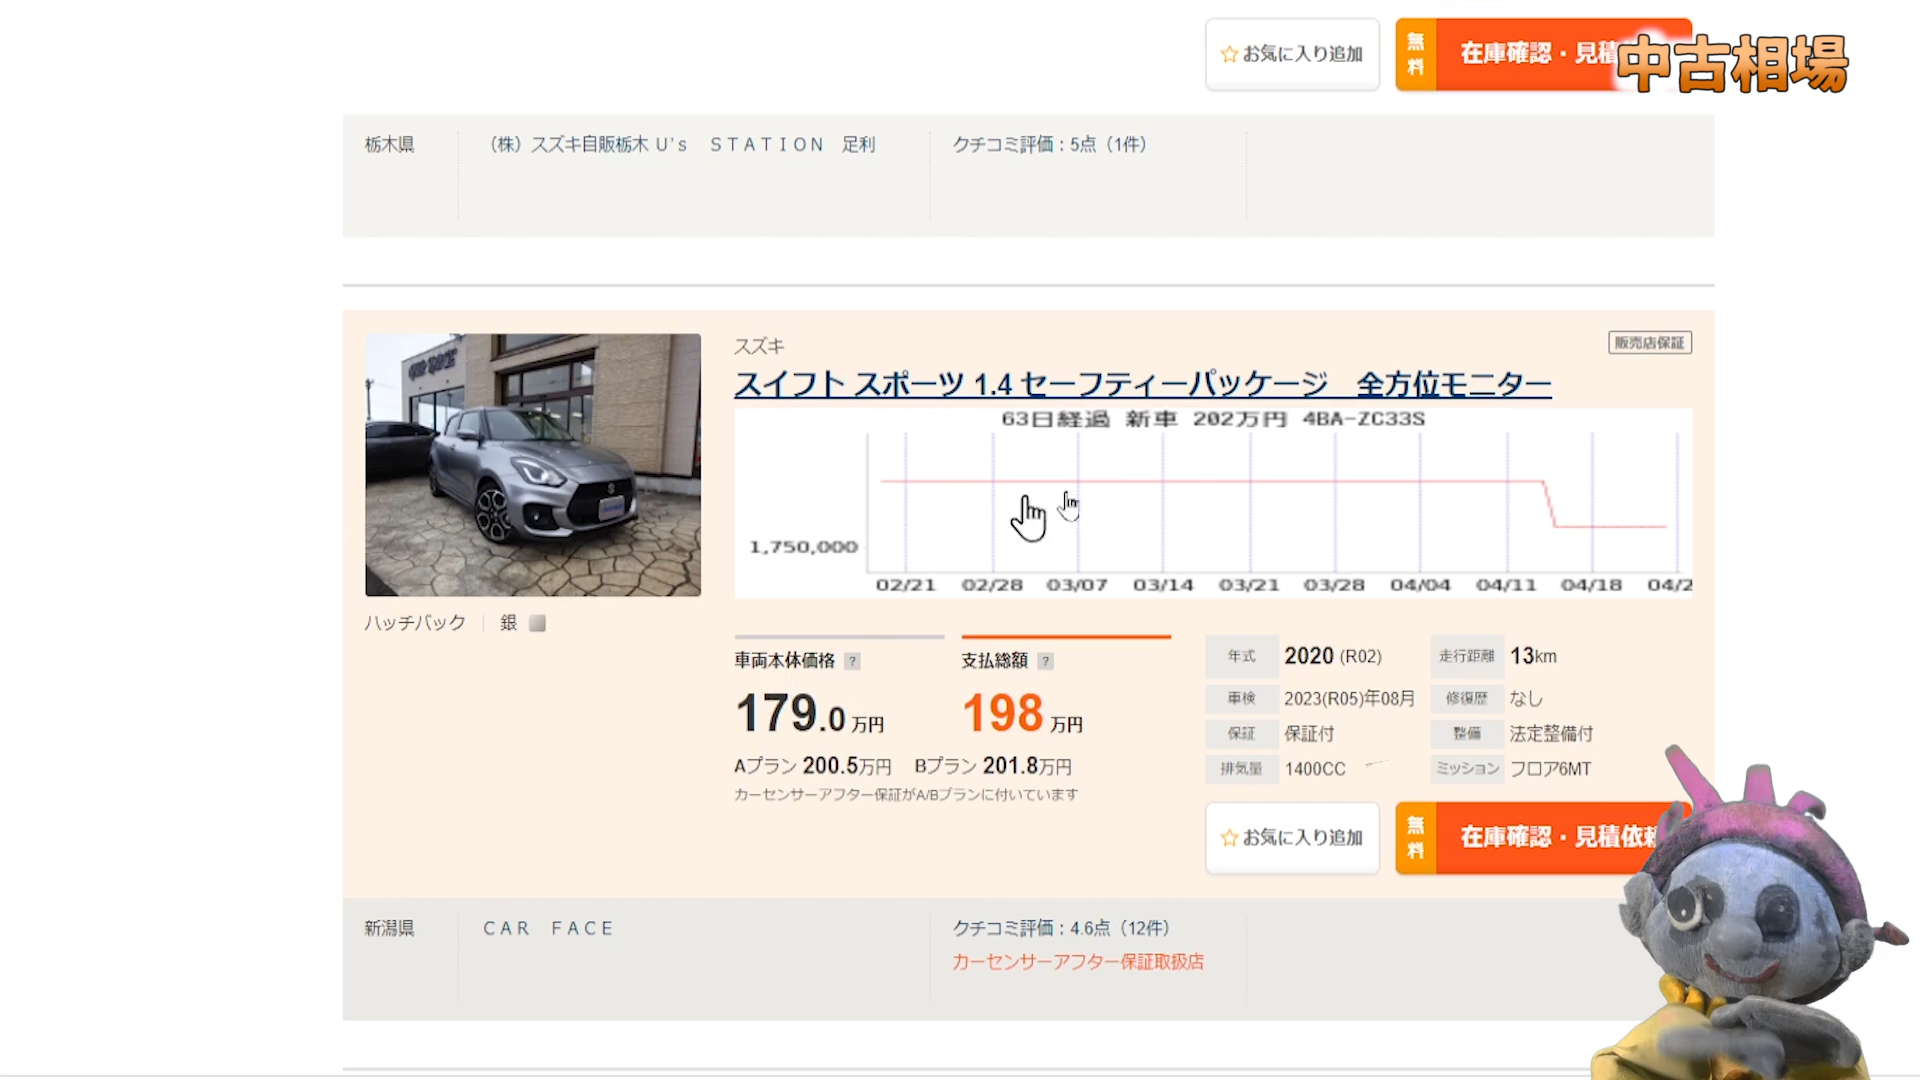 ☆お気に入り追加
無料
在庫確認・見積
中古相場
栃木県
（株）スズキ自販栃木 U's　ＳＴＡＴＩＯＮ　足利
クチコミ評価：5点（1件）
スズキ
販売店保証
スイフト スポーツ 1.4 セーフティーパッケージ　全方位モニター
63日経過 新車 202万円 4BA-ZC33S
1,750,000
02/21 02/28 03/07 03/14 03/21 03/28 04/04 04/11 04/18 04/2
ハッチバック
銀
車両本体価格 ?
支払総額 ?
179.0万円
198万円
Aプラン 200.5万円 Bプラン 201.8万円
カーセンサーアフター保証がA/Bプランに付いています
年式 2020 (R02) 走行距離 13km
車検 2023(R05)年08月 修復歴 なし
保証 保証付 整備 法定整備付
排気量 1400CC ミッション フロア6MT
☆お気に入り追加
無料
在庫確認・見積依頼
新潟県
ＣＡＲ　ＦＡＣＥ
クチコミ評価：4.6点（12件）
カーセンサーアフター保証取扱店